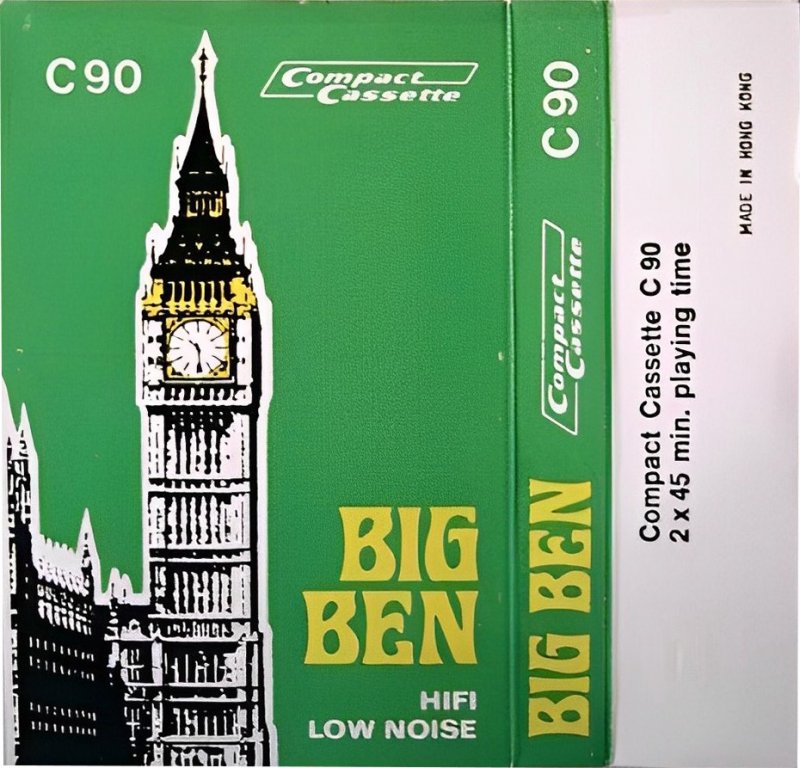 C90
Compact
Cassette
BIG
BEN
HIFI
LOW NOISE
C90
Compact
Cassette
BIG BEN
Compact Cassette C 90
2 x 45 min. playing time
MADE IN HONG KONG